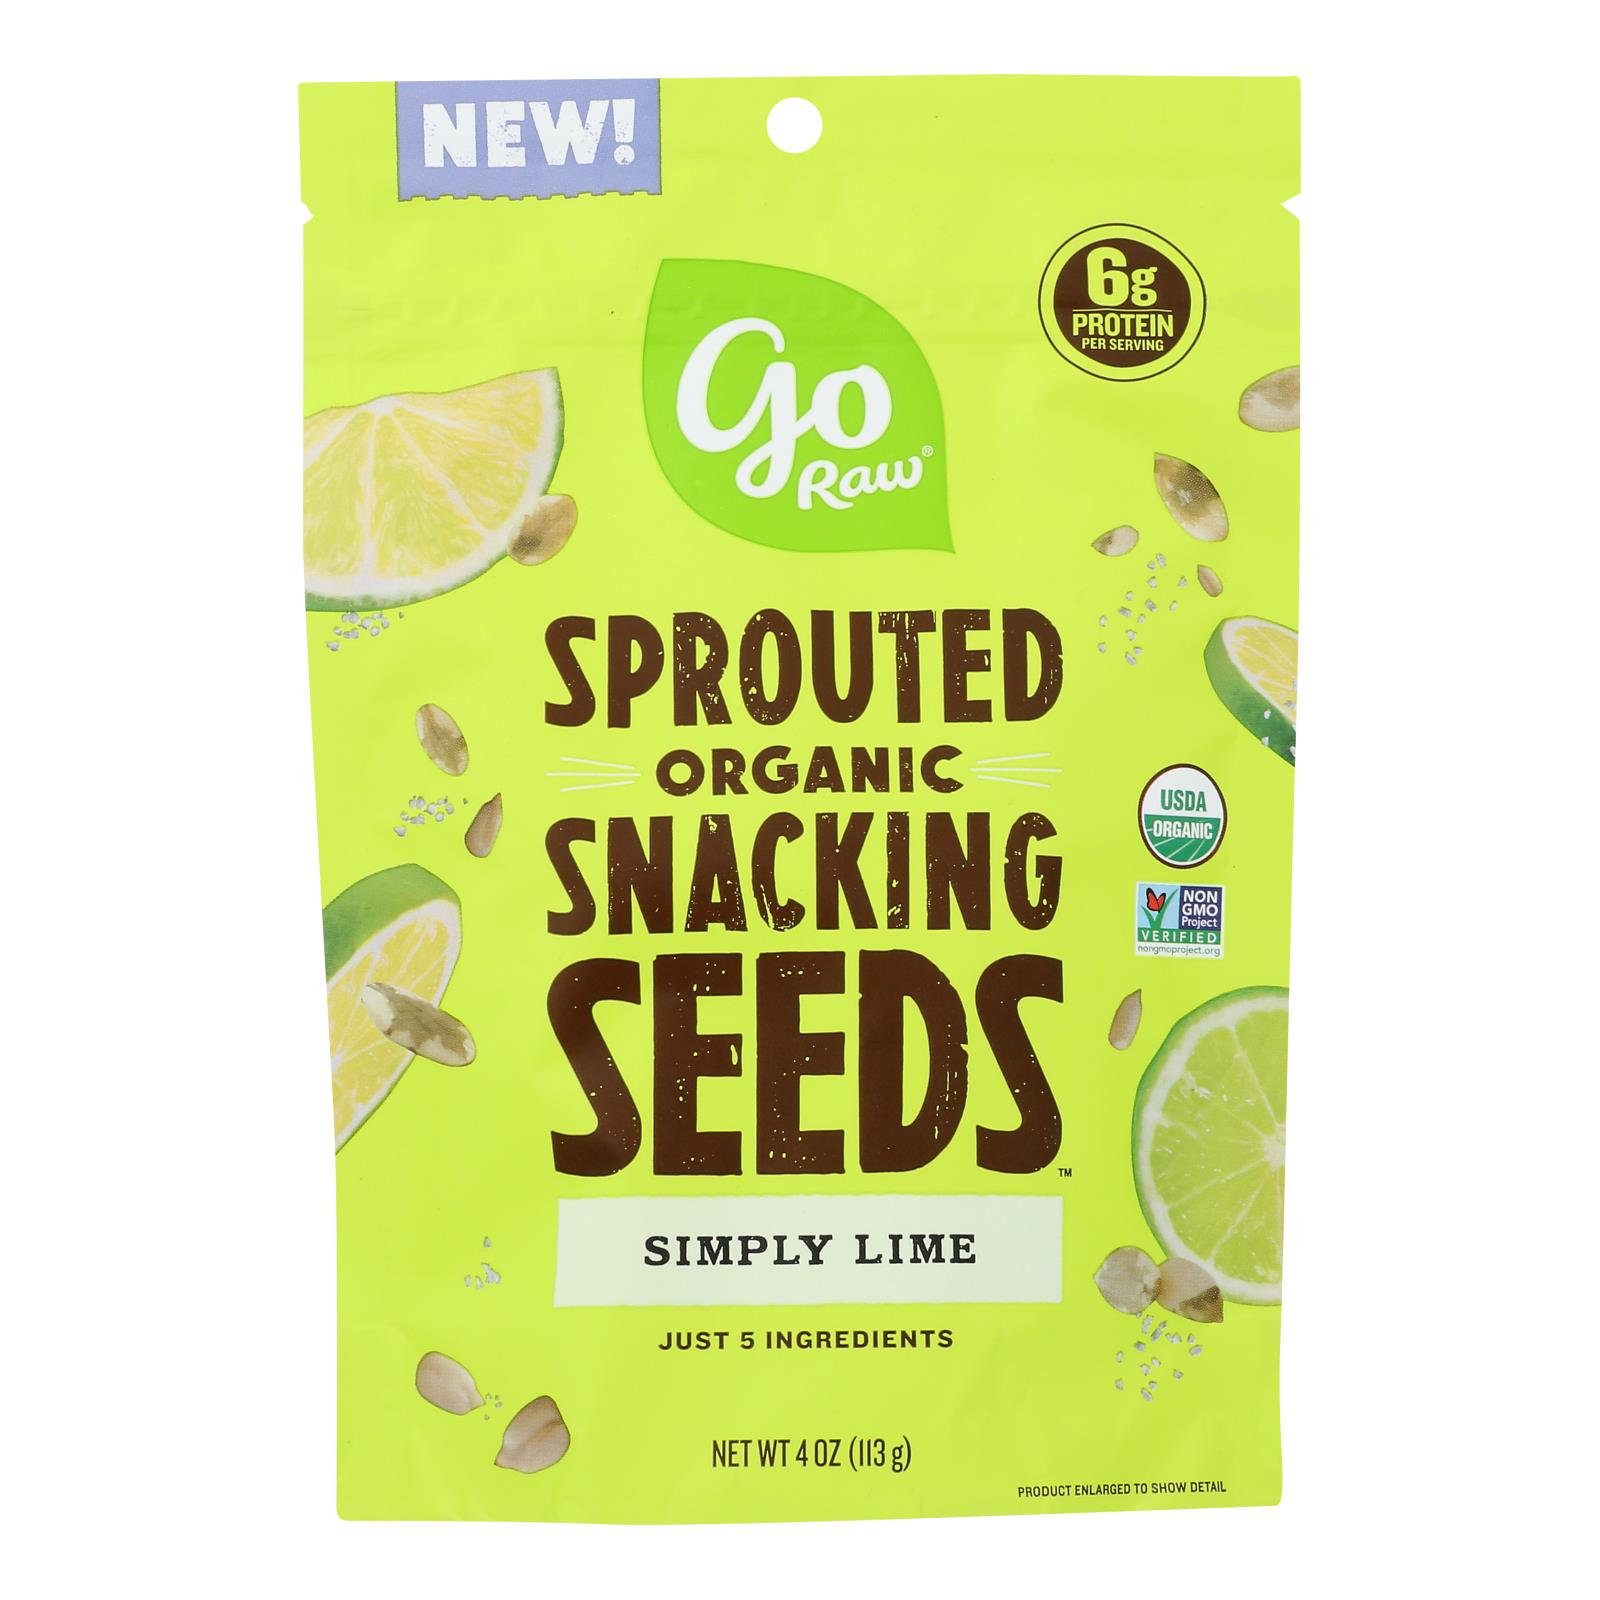 NEW!
6g
PROTEIN
PER SERVING
go
Raw®
SPROUTED
ORGANIC
SNACKING
SEEDS™
USDA
ORGANIC
NON
GMO
Project
VERIFIED
nongmoproject.org
SIMPLY LIME
JUST 5 INGREDIENTS
NET WT 4 OZ (113 g)
PRODUCT ENLARGED TO SHOW DETAIL